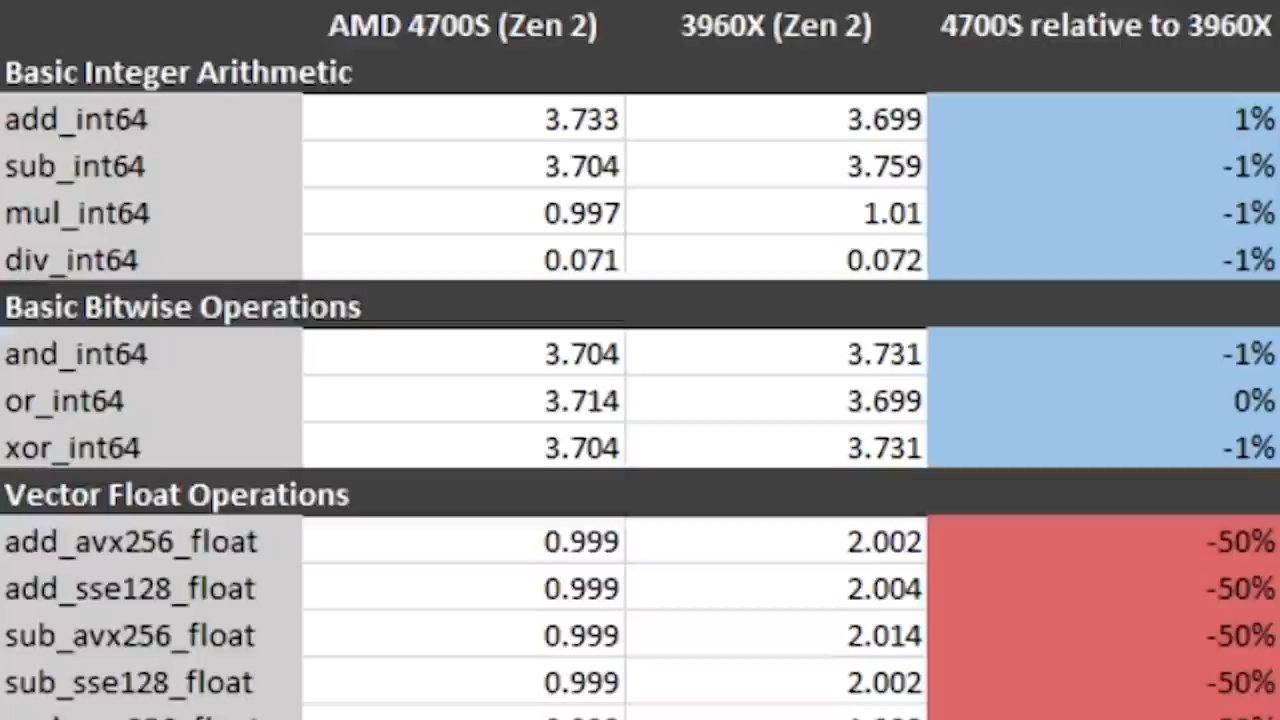 AMD 4700S (Zen 2) 3960X (Zen 2) 4700S relative to 3960X
Basic Integer Arithmetic
add_int64 3.733 3.699 1%
sub_int64 3.704 3.759 -1%
mul_int64 0.997 1.01 -1%
div_int64 0.071 0.072 -1%
Basic Bitwise Operations
and_int64 3.704 3.731 -1%
or_int64 3.714 3.699 0%
xor_int64 3.704 3.731 -1%
Vector Float Operations
add_avx256_float 0.999 2.002 -50%
add_sse128_float 0.999 2.004 -50%
sub_avx256_float 0.999 2.014 -50%
sub_sse128_float 0.999 2.002 -50%